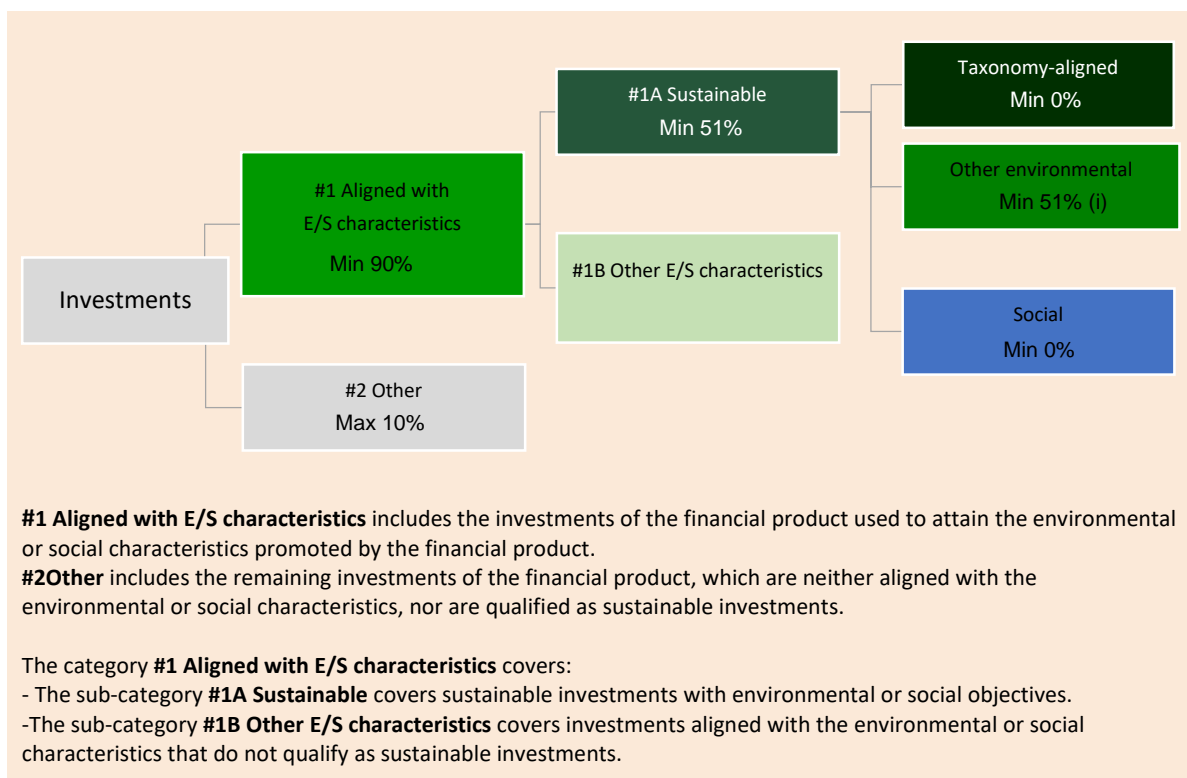 Taxonomy-aligned
Min 0%
#1A Sustainable
Min 51%
Other environmental
Min 51% (i)
#1 Aligned with
E/S characteristics
Min 90%
#1B Other E/S characteristics
Investments
Social
Min 0%
#2 Other
Max 10%
#1 Aligned with E/S characteristics includes the investments of the financial product used to attain the environmental
or social characteristics promoted by the financial product.
#2Other includes the remaining investments of the financial product, which are neither aligned with the
environmental or social characteristics, nor are qualified as sustainable investments.
The category #1 Aligned with E/S characteristics covers:
- The sub-category #1A Sustainable covers sustainable investments with environmental or social objectives.
-The sub-category #1B Other E/S characteristics covers investments aligned with the environmental or social
characteristics that do not qualify as sustainable investments.